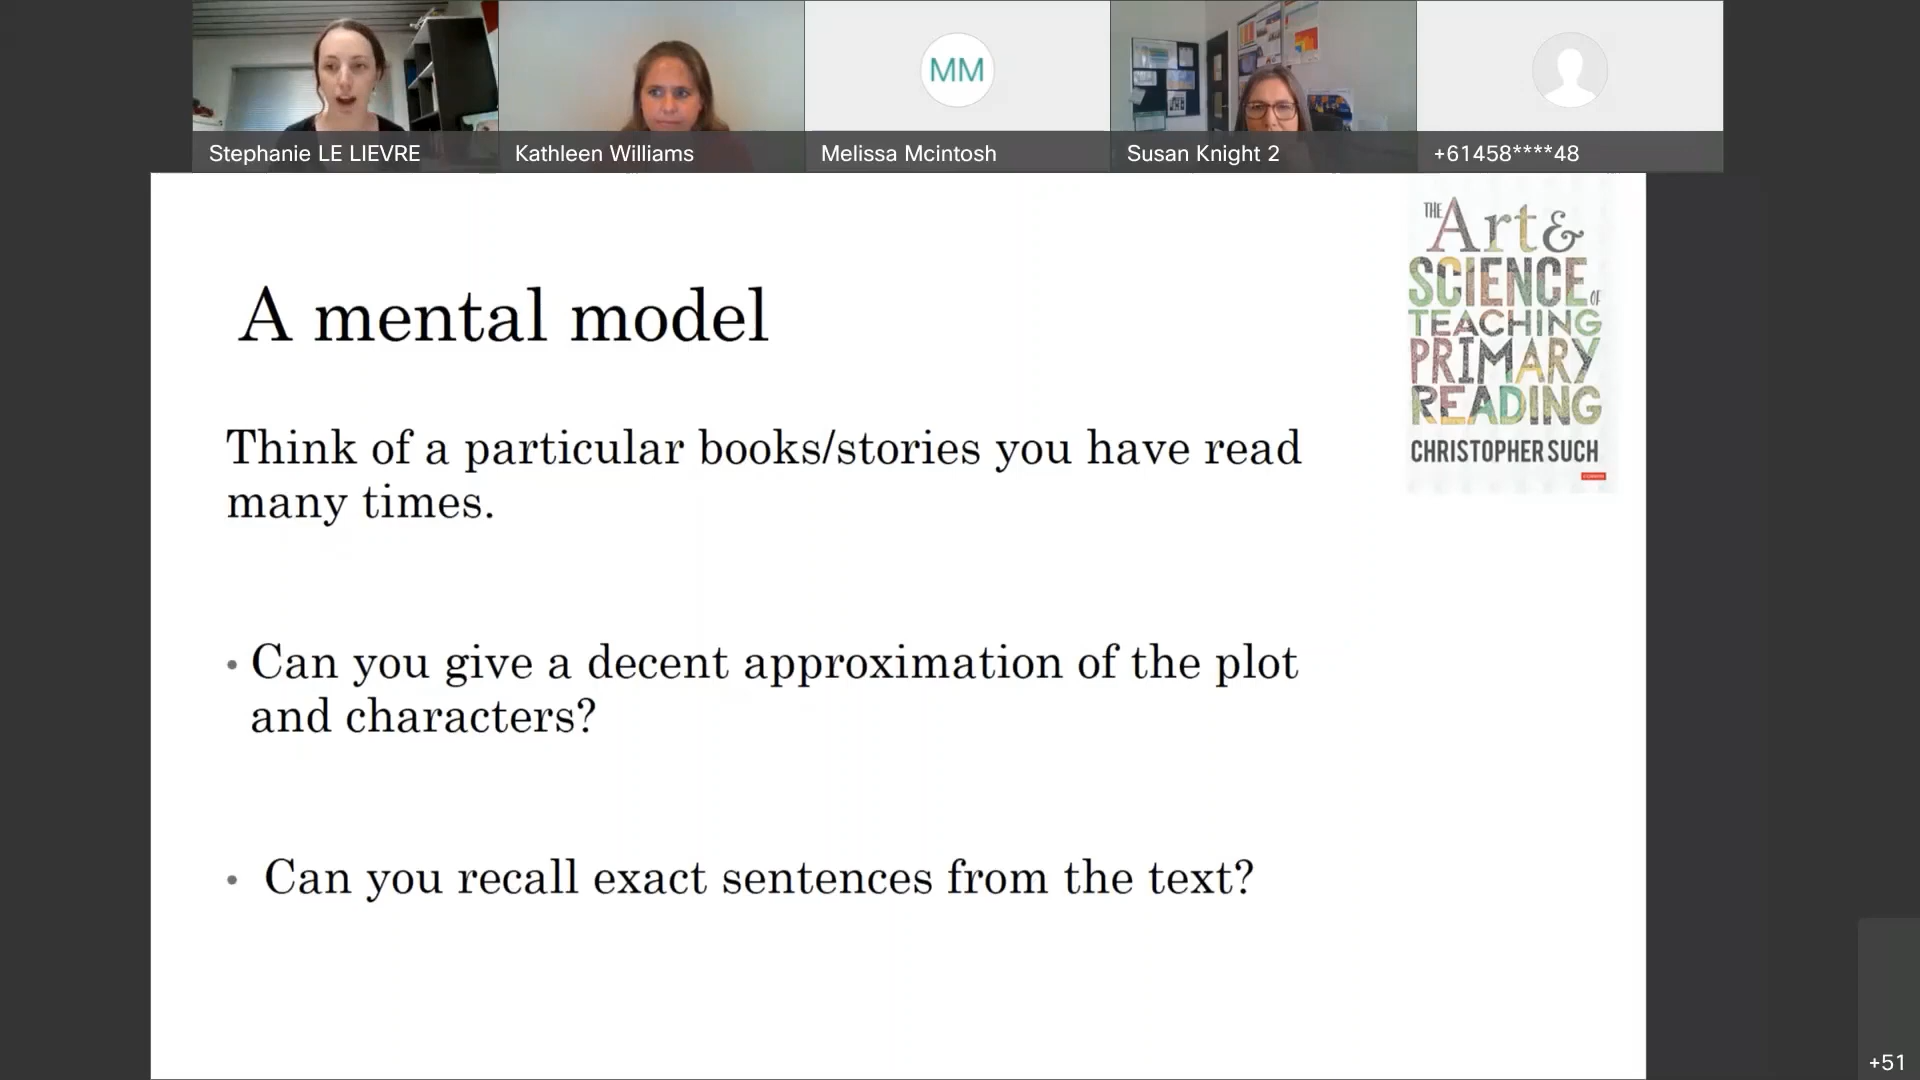 MM
Stephanie LE LIEVRE
Kathleen Williams
Melissa Mcintosh
Susan Knight 2
+61458****48
THE Art &
SCIENCE OF
TEACHING
PRIMARY
READING
CHRISTOPHER SUCH
A mental model
Think of a particular books/stories you have read
many times.
• Can you give a decent approximation of the plot
and characters?
• Can you recall exact sentences from the text?
+51